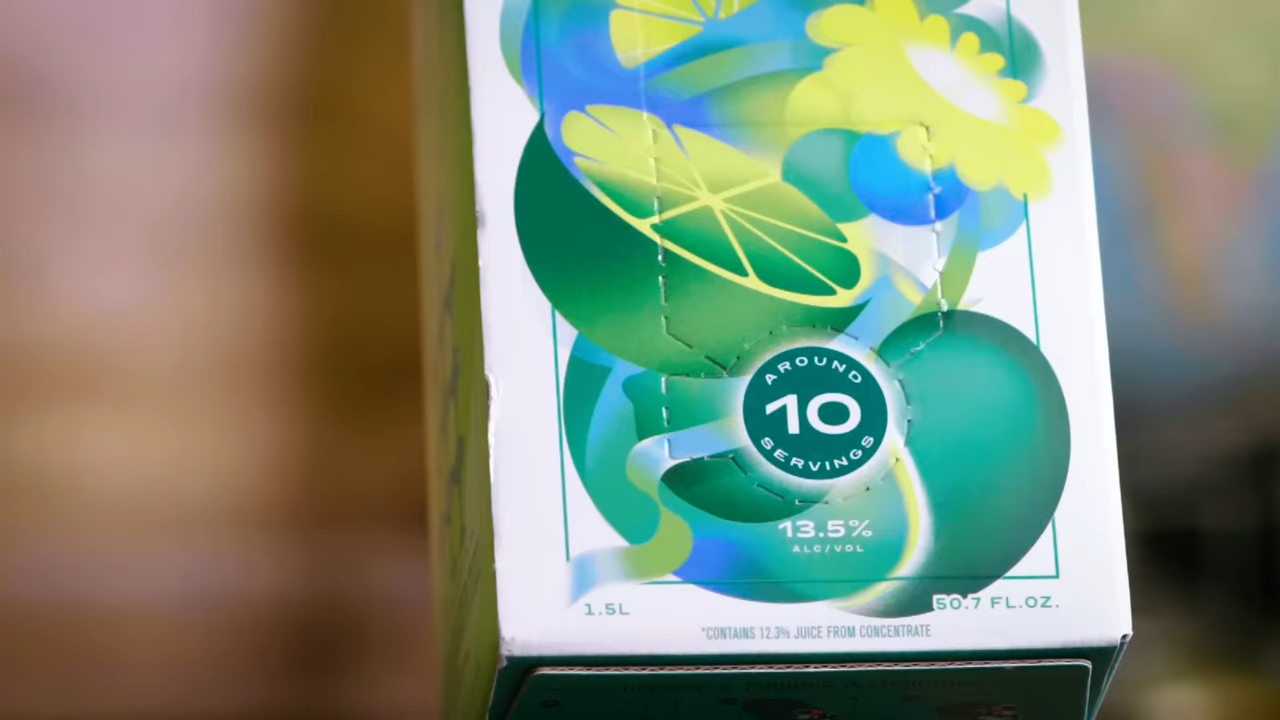 AROUND
10
SERVINGS
13.5%
ALC/VOL
1.5L
50.7 FL.OZ.
*CONTAINS 12.3% JUICE FROM CONCENTRATE